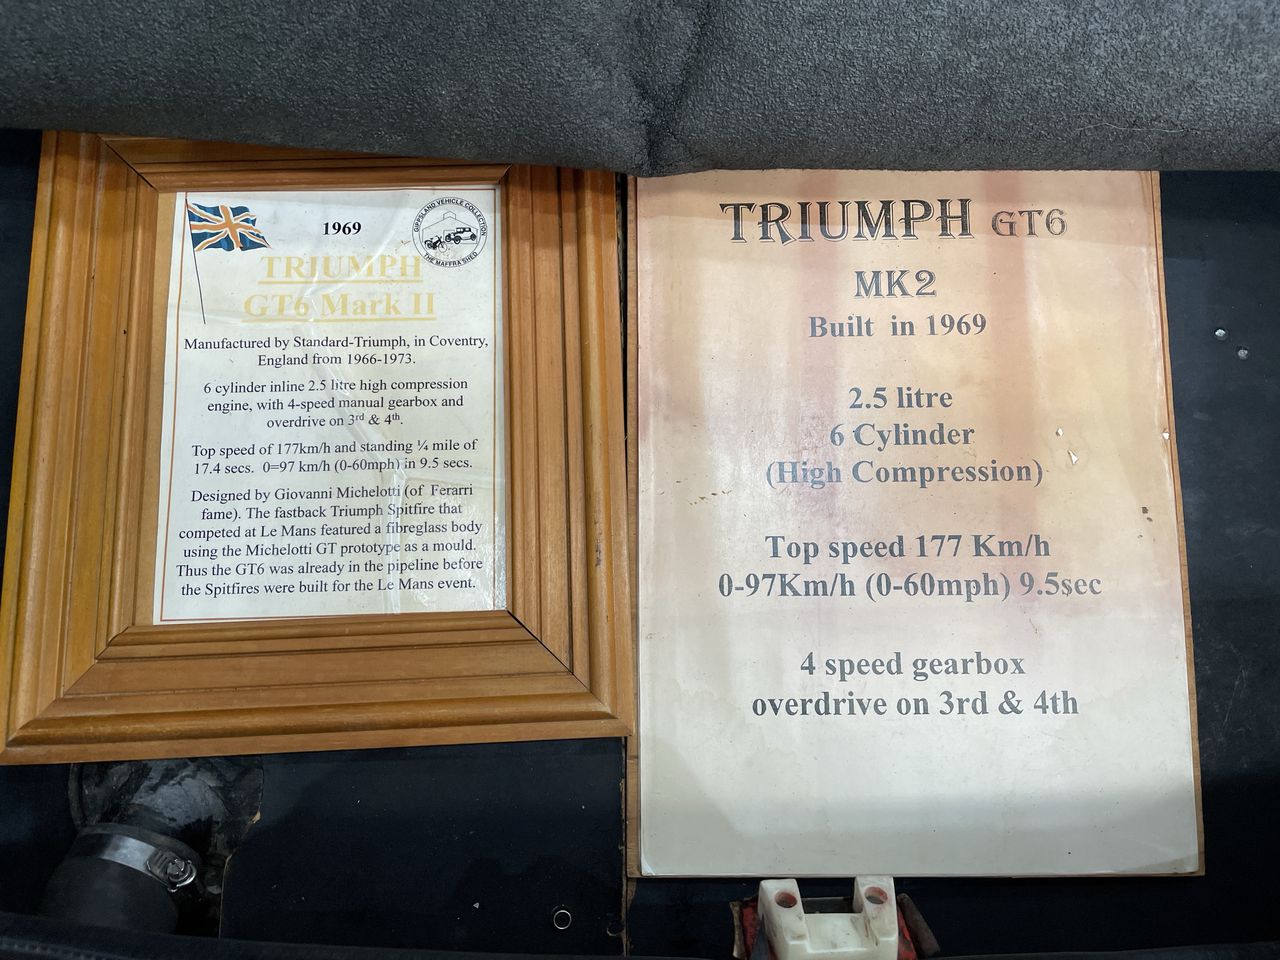 1969
GIPPSLAND VEHICLE COLLECTION
THE MAFFRA SHED
TRIUMPH
GT6 Mark II
Manufactured by Standard-Triumph, in Coventry,
England from 1966-1973.
6 cylinder inline 2.5 litre high compression
engine, with 4-speed manual gearbox and
overdrive on 3rd & 4th.
Top speed of 177km/h and standing ¼ mile of
17.4 secs. 0=97 km/h (0-60mph) in 9.5 secs.
Designed by Giovanni Michelotti (of Ferarri
fame). The fastback Triumph Spitfire that
competed at Le Mans featured a fibreglass body
using the Michelotti GT prototype as a mould.
Thus the GT6 was already in the pipeline before
the Spitfires were built for the Le Mans event.
TRIUMPH GT6
MK2
Built in 1969
2.5 litre
6 Cylinder
(High Compression)
Top speed 177 Km/h
0-97Km/h (0-60mph) 9.5sec
4 speed gearbox
overdrive on 3rd & 4th